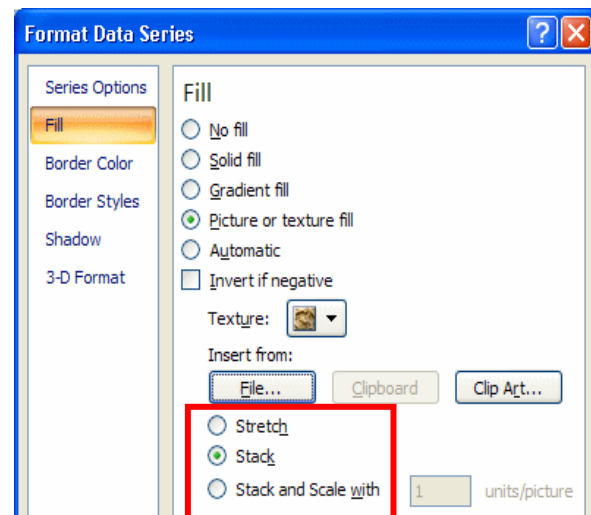 Format Data Series
Series Options
Fill
Border Color
Border Styles
Shadow
3-D Format
Fill
No fill
Solid fill
Gradient fill
Picture or texture fill
Automatic
Invert if negative
Texture:
Insert from:
File... Clipboard Clip Art...
Stretch
Stack
Stack and Scale with 1 units/picture